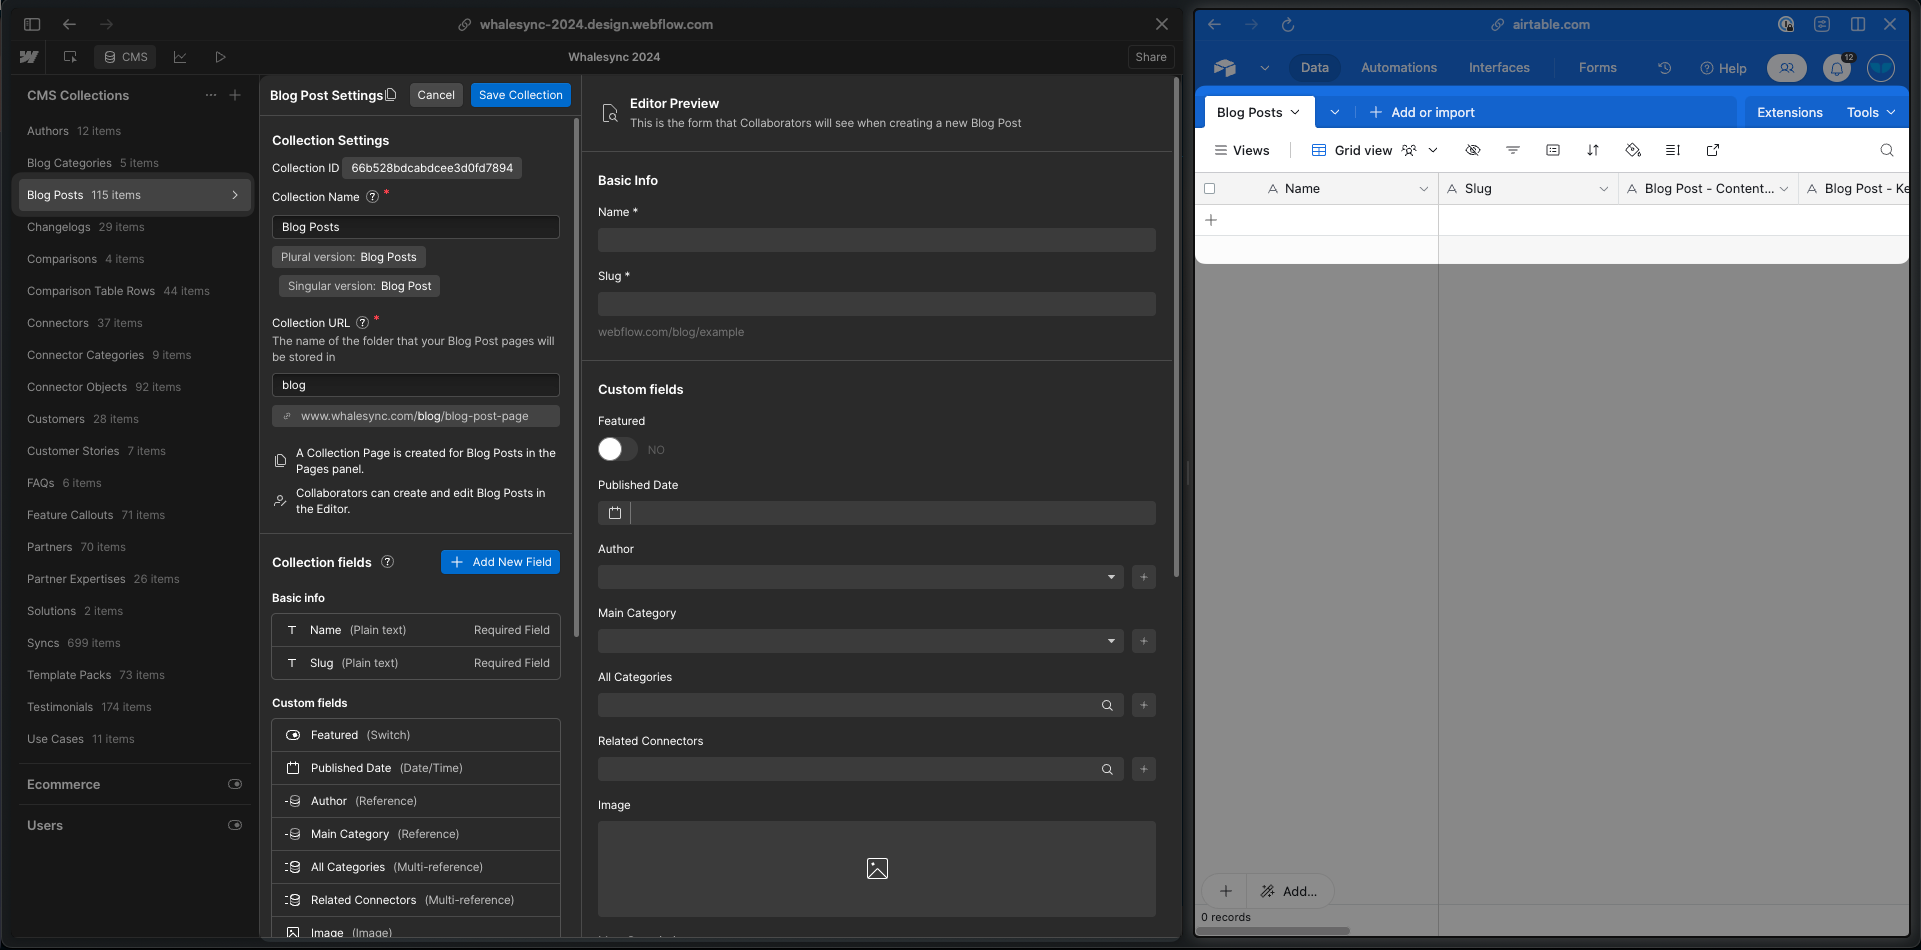 whalesync-2024.design.webflow.com
CMS
Whalesync 2024
Share
CMS Collections
Authors 12 items
Blog Categories 5 items
Blog Posts 115 items
Changelogs 29 items
Comparisons 4 items
Comparison Table Rows 44 items
Connectors 37 items
Connector Categories 9 items
Connector Objects 92 items
Customers 28 items
Customer Stories 7 items
FAQs 6 items
Feature Callouts 71 items
Partners 70 items
Partner Expertises 26 items
Solutions 2 items
Syncs 699 items
Template Packs 73 items
Testimonials 174 items
Use Cases 11 items
Ecommerce
Users
Blog Post Settings
Cancel
Save Collection
Collection Settings
Collection ID 66b528bdcabdcee3d0fd7894
Collection Name ? *
Blog Posts
Plural version: Blog Posts
Singular version: Blog Post
Collection URL ? *
The name of the folder that your Blog Post pages will
be stored in
blog
www.whalesync.com/blog/blog-post-page
A Collection Page is created for Blog Posts in the
Pages panel.
Collaborators can create and edit Blog Posts in
the Editor.
Collection fields ?
+ Add New Field
Basic info
Name (Plain text) Required Field
Slug (Plain text) Required Field
Custom fields
Featured (Switch)
Published Date (Date/Time)
Author (Reference)
Main Category (Reference)
All Categories (Multi-reference)
Related Connectors (Multi-reference)
Image (Image)
Editor Preview
This is the form that Collaborators will see when creating a new Blog Post
Basic Info
Name *
Slug *
webflow.com/blog/example
Custom fields
Featured
NO
Published Date
Author
Main Category
All Categories
Related Connectors
Image
airtable.com
Data
Automations
Interfaces
Forms
Help
12
Blog Posts
+ Add or import
Extensions
Tools
Views
Grid view
Name
Slug
Blog Post - Content...
Blog Post - Ke
Add...
0 records